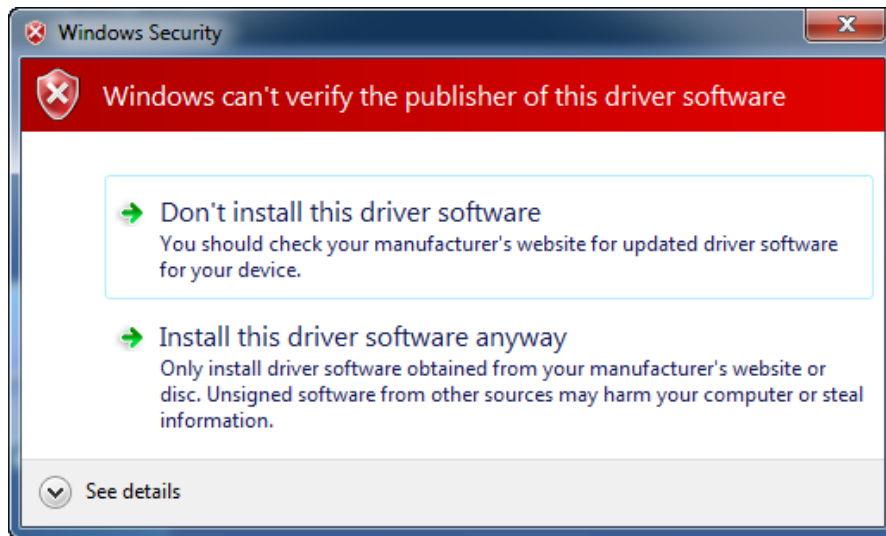 Windows Security
Windows can't verify the publisher of this driver software
Don't install this driver software
You should check your manufacturer's website for updated driver software
for your device.
Install this driver software anyway
Only install driver software obtained from your manufacturer's website or
disc. Unsigned software from other sources may harm your computer or steal
information.
See details